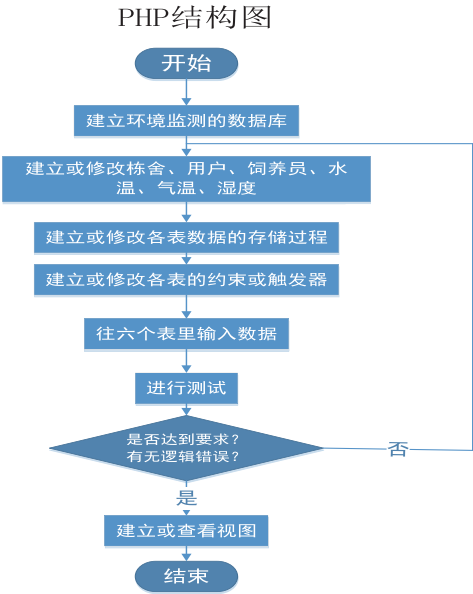 PHP结构图
开始
建立环境监测的数据库
建立或修改栋舍、用户、饲养员、水
温、气温、湿度
建立或修改各表数据的存储过程
建立或修改各表的约束或触发器
往六个表里输入数据
进行测试
是否达到要求?
有无逻辑错误?
否
是
建立或查看视图
结束